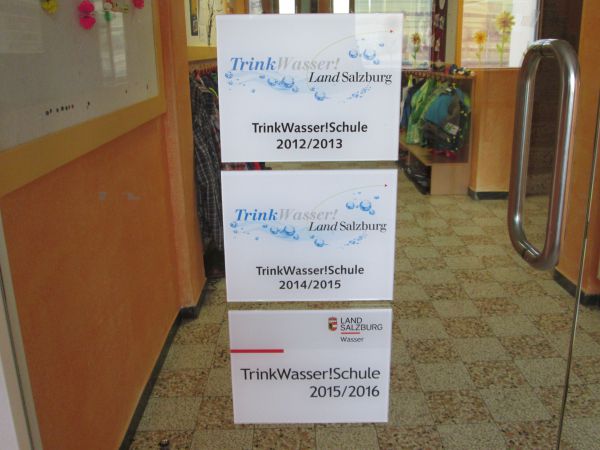 TrinkWasser!
Land Salzburg
TrinkWasser!Schule
2012/2013
TrinkWasser!
Land Salzburg
TrinkWasser!Schule
2014/2015
LAND
SALZBURG
Wasser
TrinkWasser!Schule
2015/2016